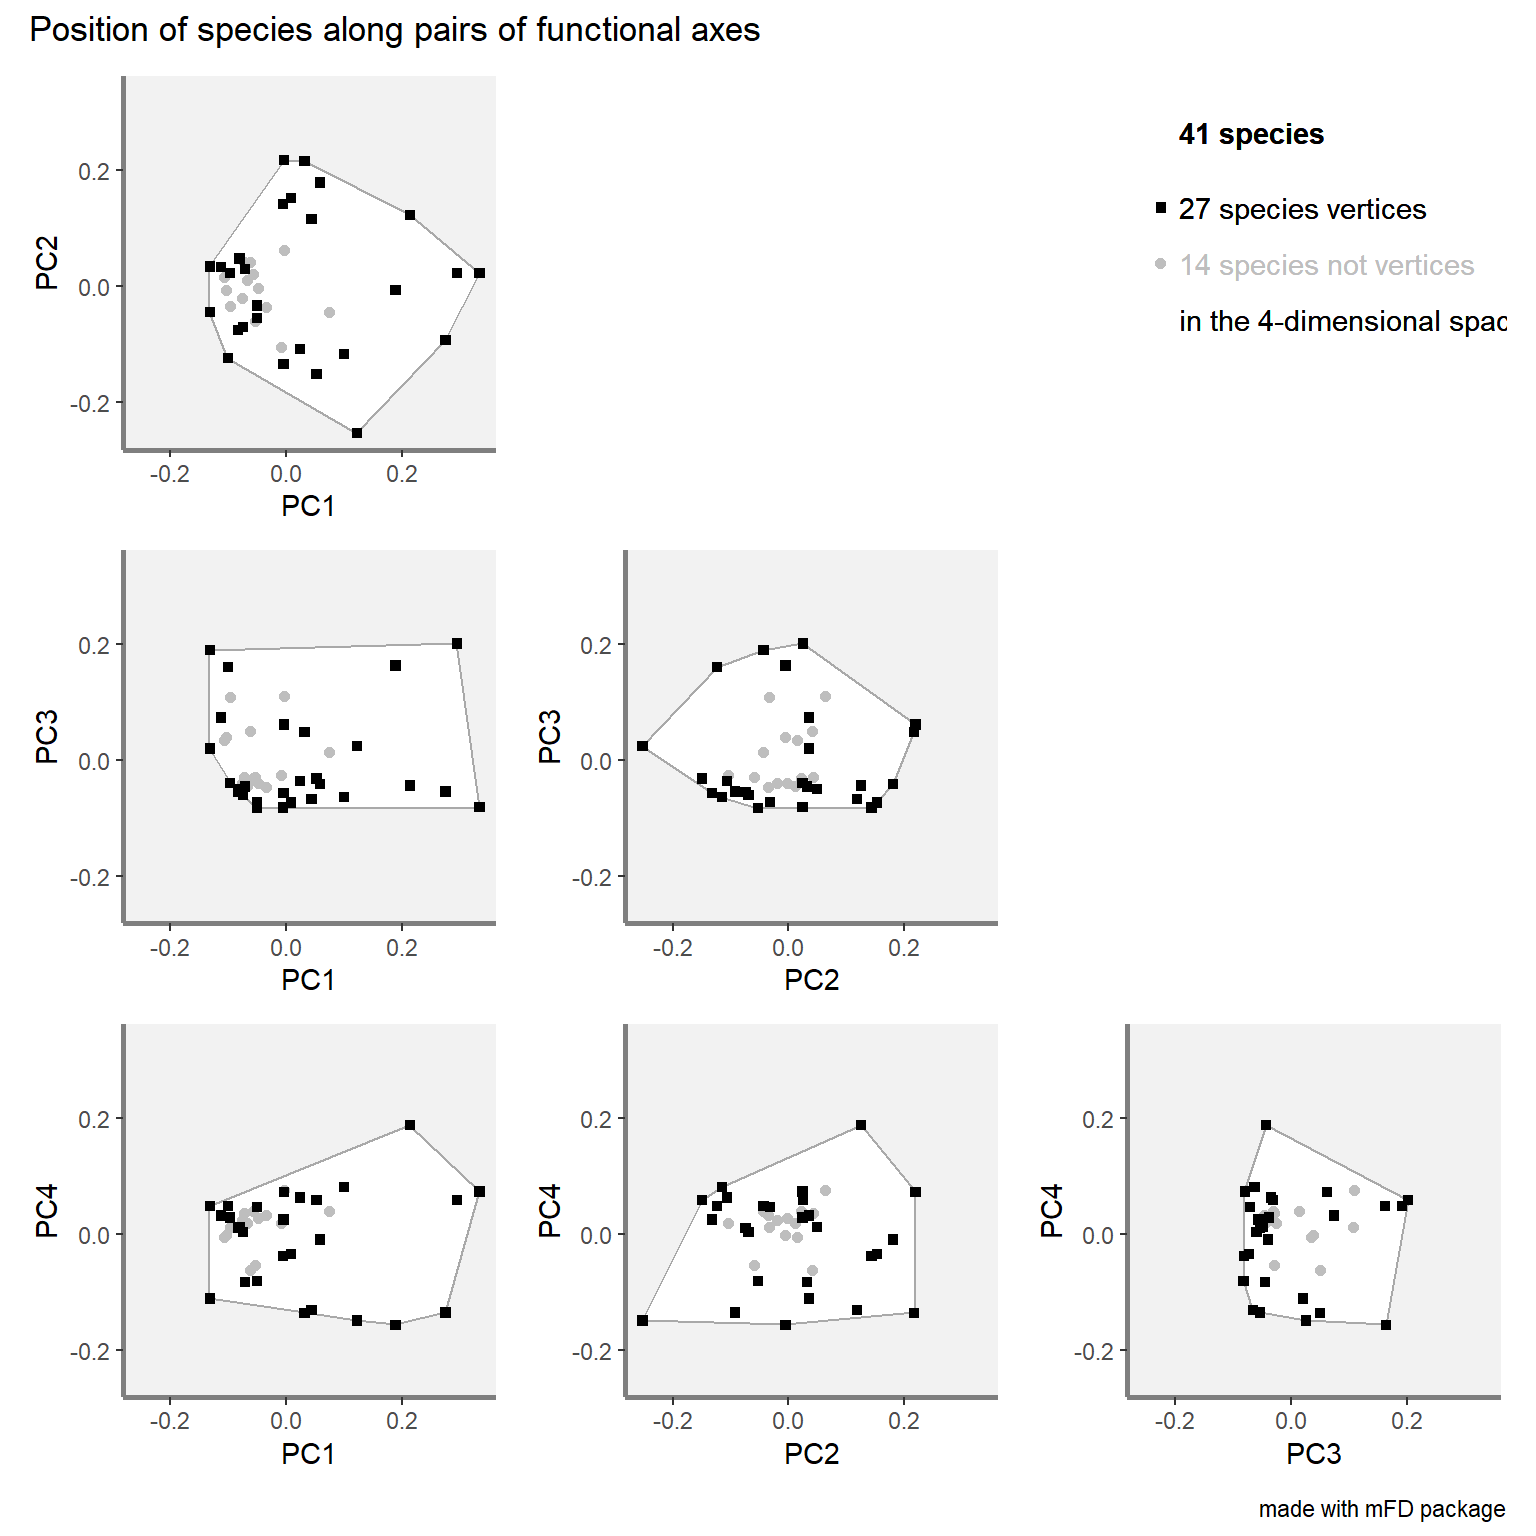 Position of species along pairs of functional axes
41 species
27 species vertices
14 species not vertices
in the 4-dimensional spac
PC2
0.2
0.0
-0.2
-0.2 0.0 0.2
PC1
PC3
0.2
0.0
-0.2
-0.2 0.0 0.2
PC1
PC3
0.2
0.0
-0.2
-0.2 0.0 0.2
PC2
PC4
0.2
0.0
-0.2
-0.2 0.0 0.2
PC1
PC4
0.2
0.0
-0.2
-0.2 0.0 0.2
PC2
PC4
0.2
0.0
-0.2
-0.2 0.0 0.2
PC3
made with mFD package